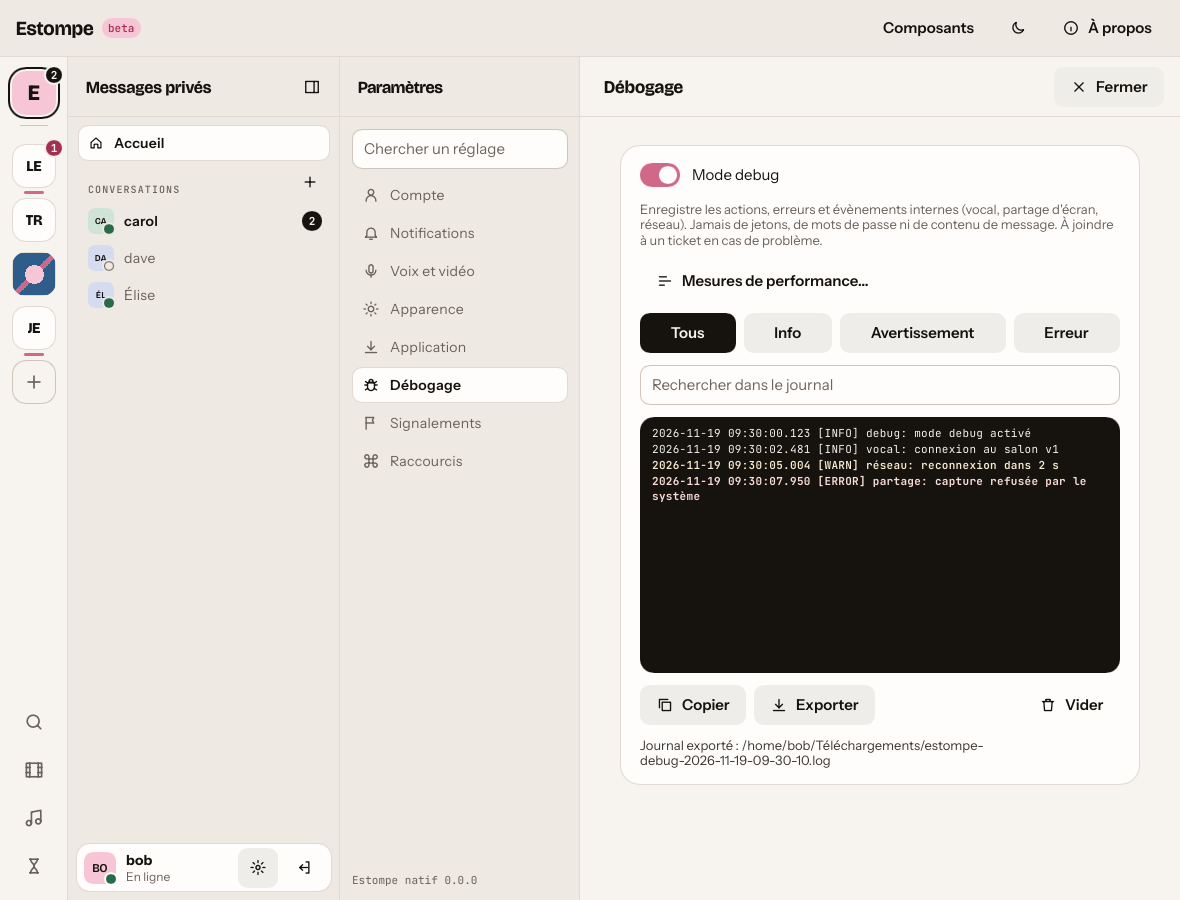 Estompe beta
Composants
À propos
E
2
LE
1
TR
JE
Messages privés
Accueil
CONVERSATIONS
CA
carol
2
DA
dave
ÉL
Élise
BO
bob
En ligne
Paramètres
Chercher un réglage
Compte
Notifications
Voix et vidéo
Apparence
Application
Débogage
Signalements
Raccourcis
Estompe natif 0.0.0
Débogage
Fermer
Mode debug
Enregistre les actions, erreurs et évènements internes (vocal, partage d'écran,
réseau). Jamais de jetons, de mots de passe ni de contenu de message. À joindre
à un ticket en cas de problème.
Mesures de performance…
Tous
Info
Avertissement
Erreur
Rechercher dans le journal
2026-11-19 09:30:00.123 [INFO] debug: mode debug activé
2026-11-19 09:30:02.481 [INFO] vocal: connexion au salon v1
2026-11-19 09:30:05.004 [WARN] réseau: reconnexion dans 2 s
2026-11-19 09:30:07.950 [ERROR] partage: capture refusée par le
système
Copier
Exporter
Vider
Journal exporté : /home/bob/Téléchargements/estompe-
debug-2026-11-19-09-30-10.log